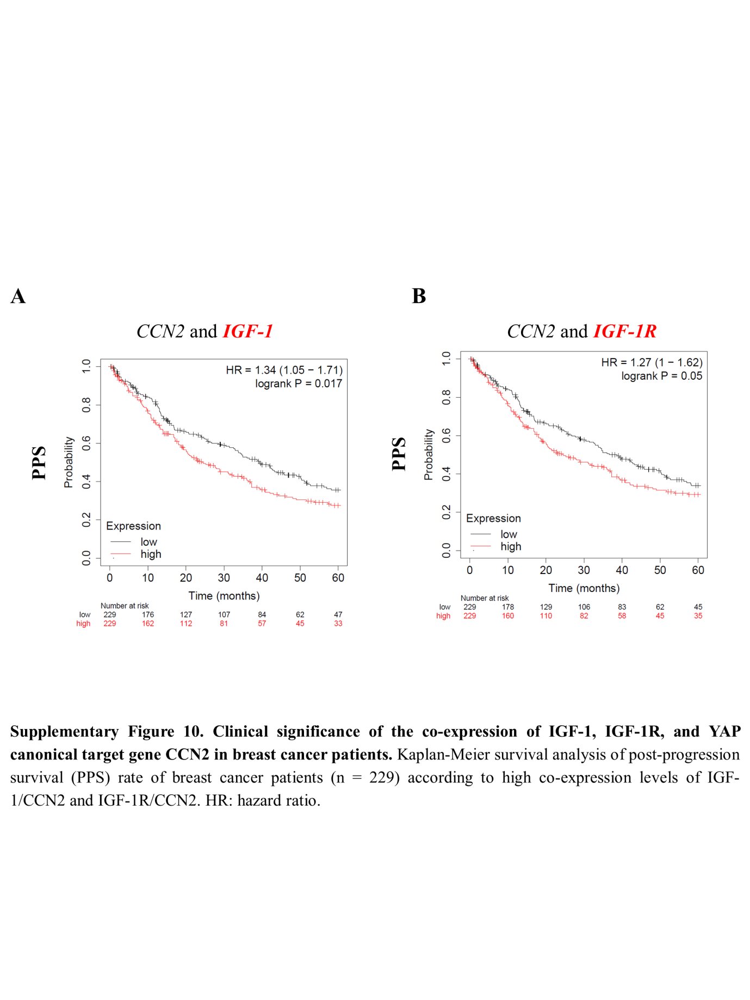 A
CCN2 and IGF-1
PPS
Probability
1.0
0.8
0.6
0.4
0.2
0.0
HR = 1.34 (1.05 − 1.71)
logrank P = 0.017
Expression
low
high
0 10 20 30 40 50 60
Time (months)
Number at risk
low 229 176 127 107 84 62 47
high 229 162 112 81 57 45 33
B
CCN2 and IGF-1R
PPS
Probability
1.0
0.8
0.6
0.4
0.2
0.0
HR = 1.27 (1 − 1.62)
logrank P = 0.05
Expression
low
high
0 10 20 30 40 50 60
Time (months)
Number at risk
low 229 178 129 106 83 62 45
high 229 160 110 82 58 45 35
Supplementary Figure 10. Clinical significance of the co-expression of IGF-1, IGF-1R, and YAP
canonical target gene CCN2 in breast cancer patients. Kaplan-Meier survival analysis of post-progression
survival (PPS) rate of breast cancer patients (n = 229) according to high co-expression levels of IGF-
1/CCN2 and IGF-1R/CCN2. HR: hazard ratio.